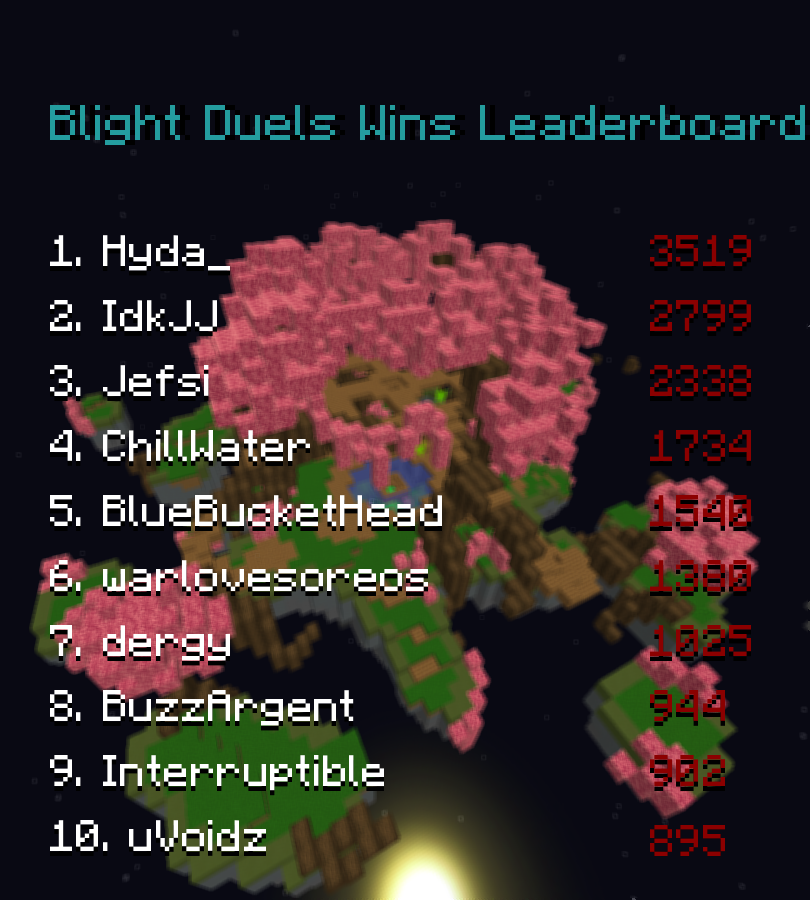 Blight Duels Wins Leaderboard
1. Hyda_ 3519
2. IdkJJ 2799
3. Jefsi 2338
4. ChillWater 1734
5. BlueBucketHead 1540
6. warlovesoreos 1380
7. dergy 1025
8. BuzzArgent 944
9. Interruptible 902
10. uVoidz 895